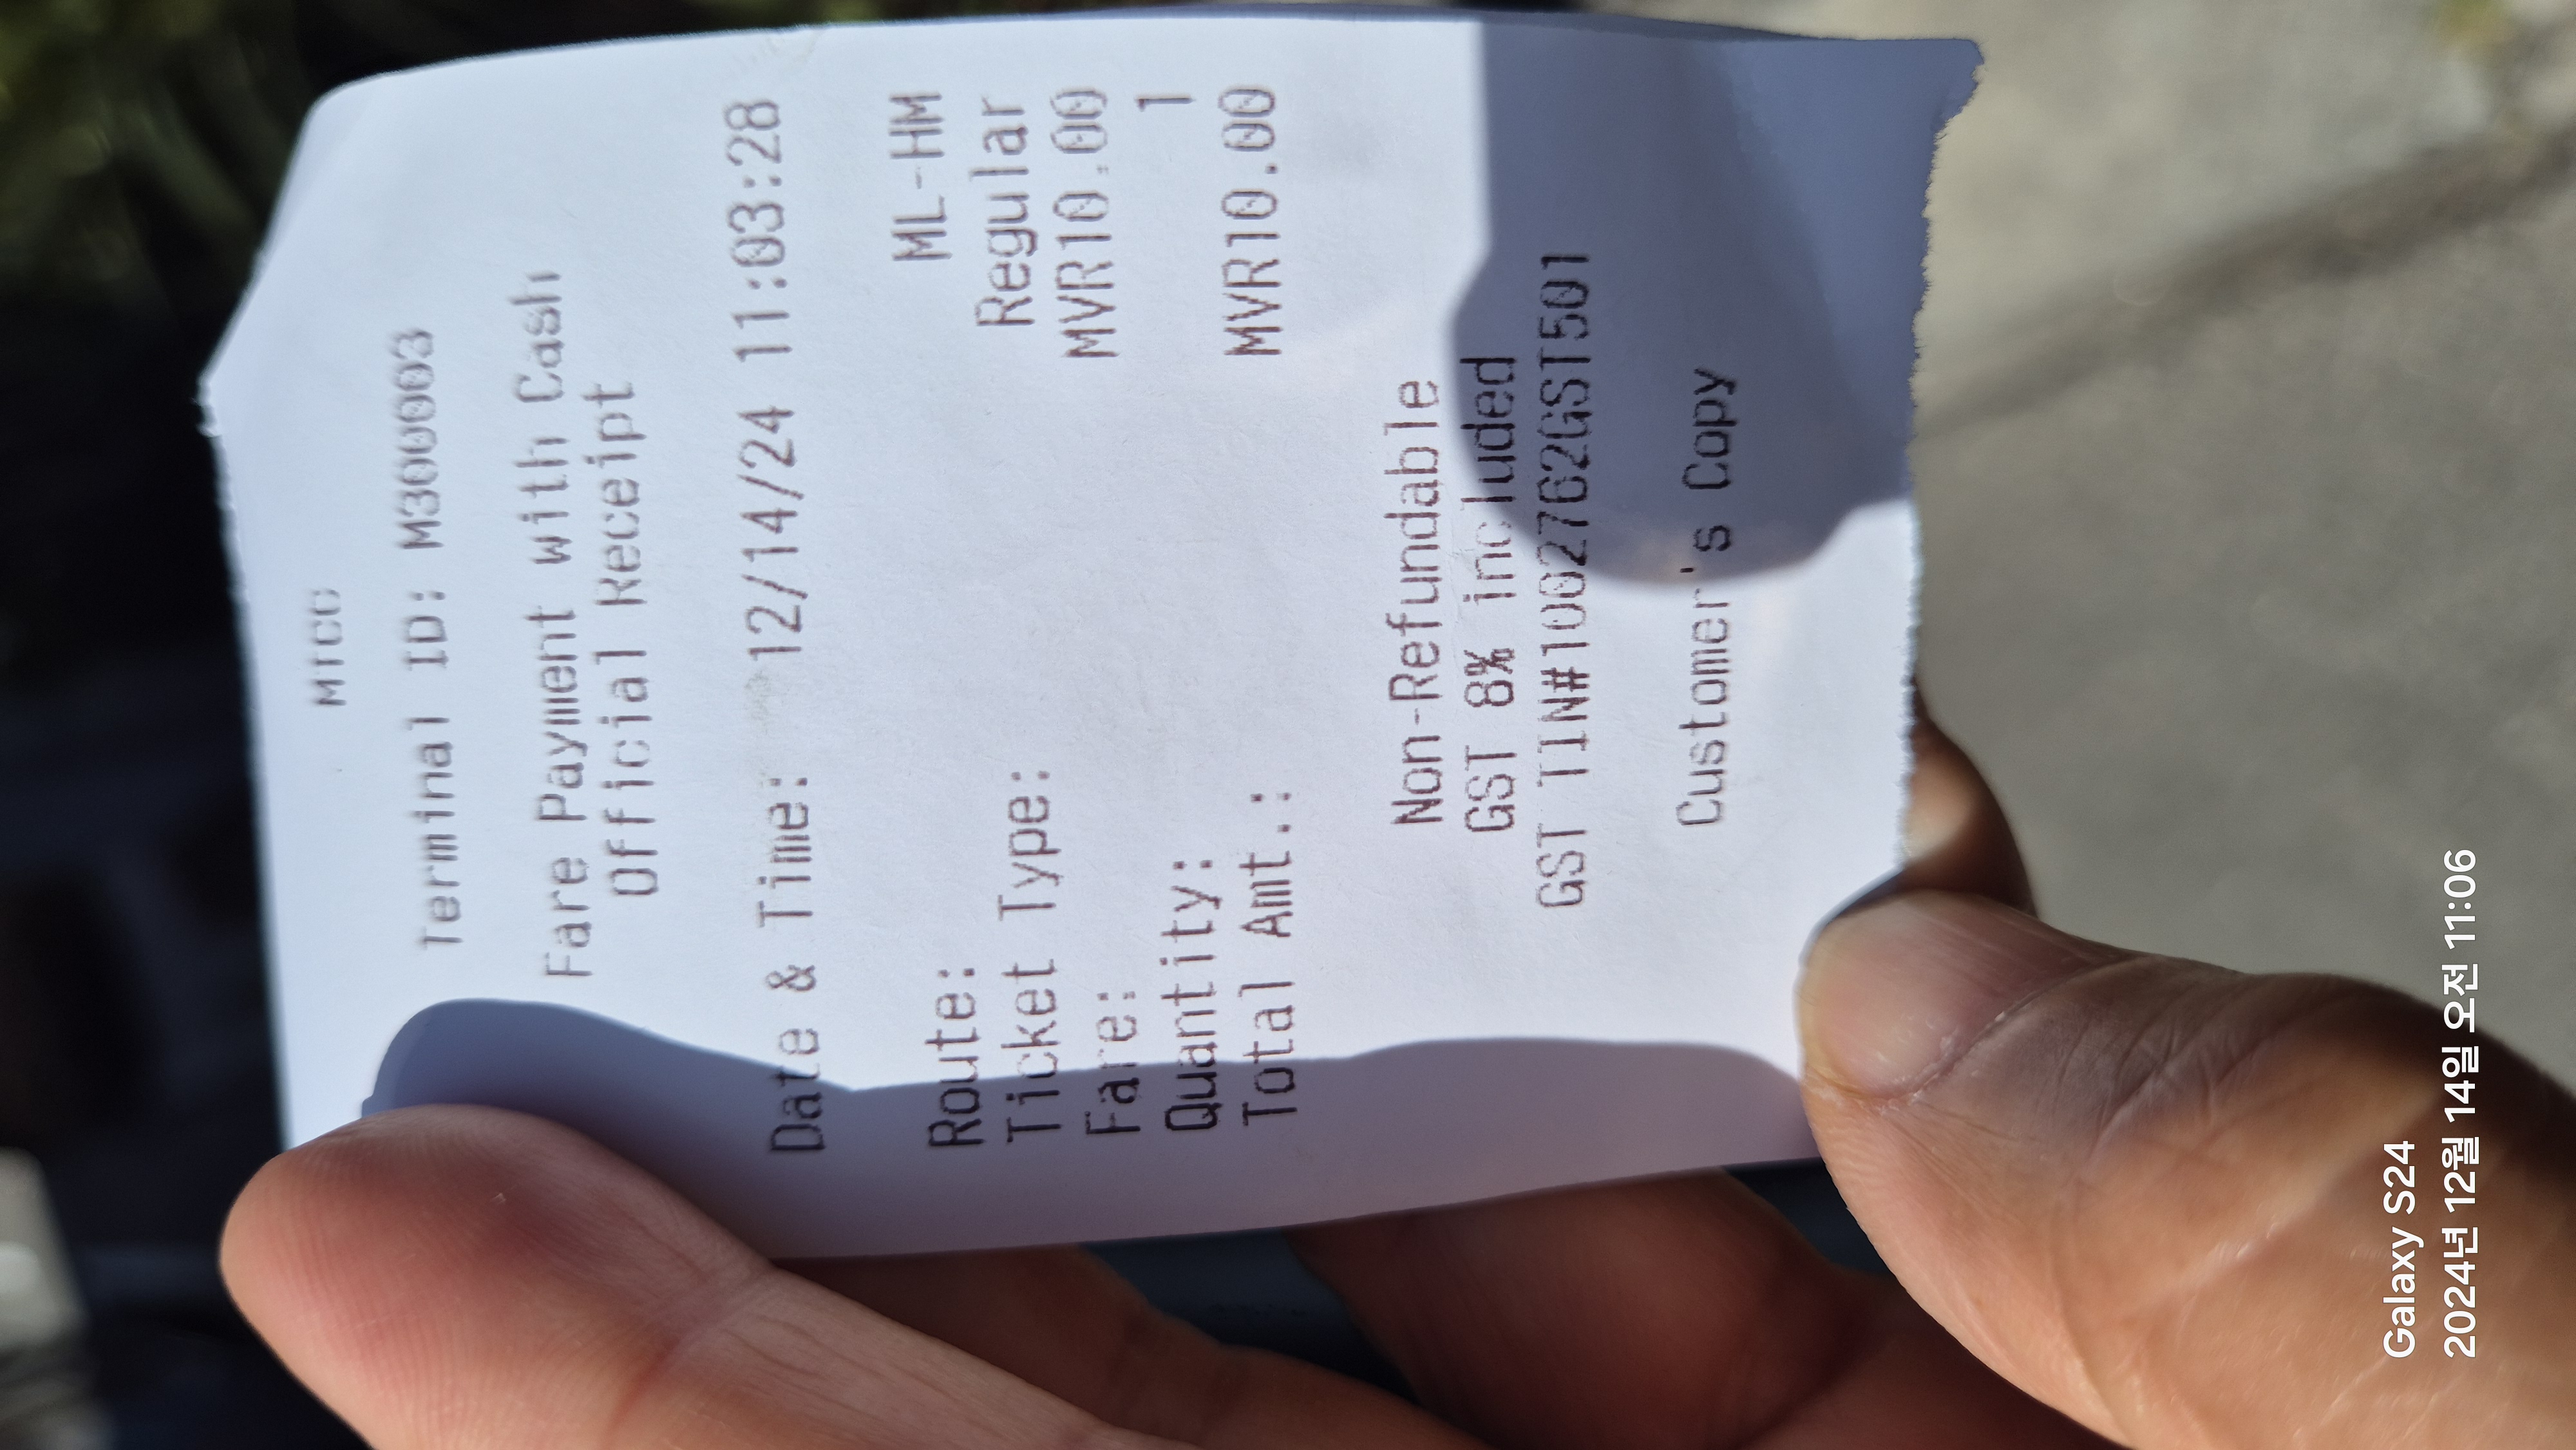 MTCC
Terminal ID: M300003
Fare Payment with Cash
Official Receipt
Date & Time: 12/14/24 11:03:28
Route: ML-HM
Ticket Type: Regular
Fare: MVR10.00
Quantity: 1
Total Amt.: MVR10.00
Non-Refundable
GST 8% included
GST TIN#1002762GST501
Customer's Copy
Galaxy S24
2024년 12월 14일 오전 11:06